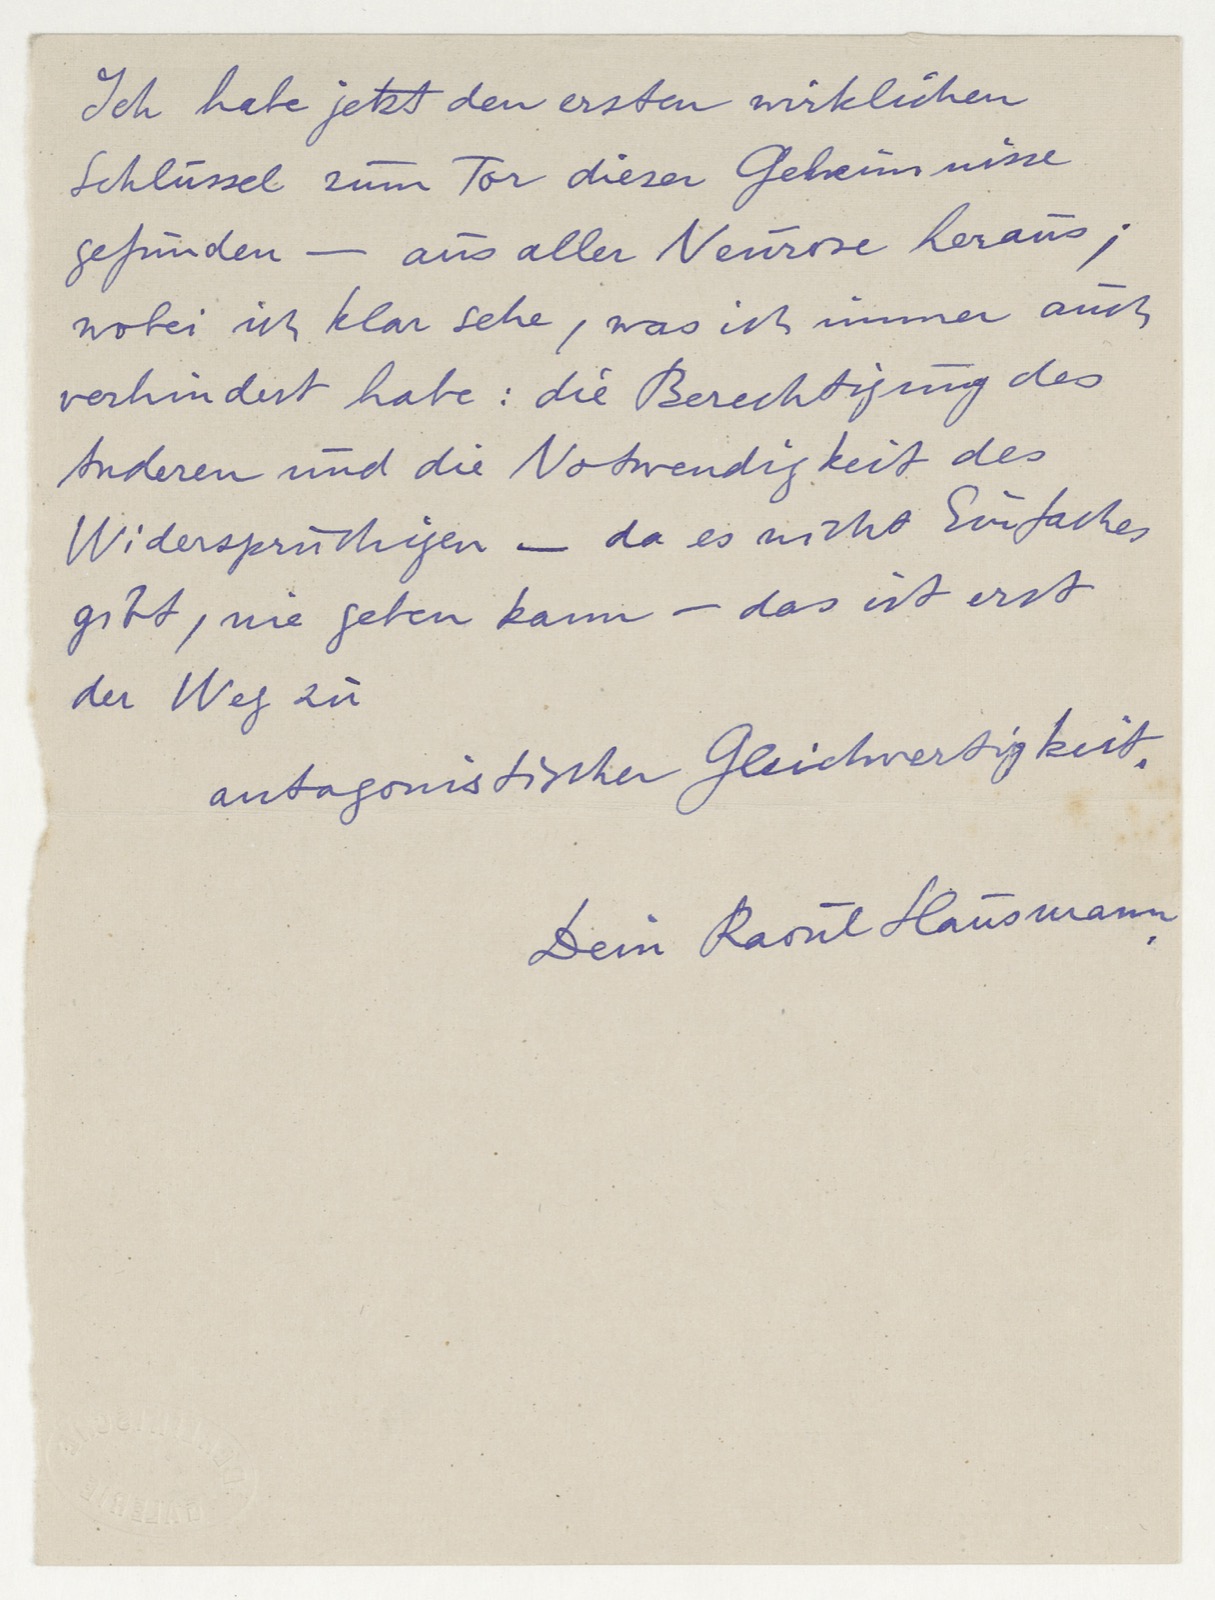 Ich habe jetzt den ersten wirklichen
Schlüssel zum Tor dieser Geheimnisse
gefunden — aus aller Neurose heraus;
wobei ich klar sehe, was ich immer auch
verhindert habe: die Berechtigung des
Anderen und die Notwendigkeit des
Widerspruchigen — da es nicht Einfaches
gibt, nie geben kann — das ist erst
der Weg zu
antagonistischer Gleichwertigkeit.
Dein Raoul Hausmann.
BERLINISCHE
GALERIE